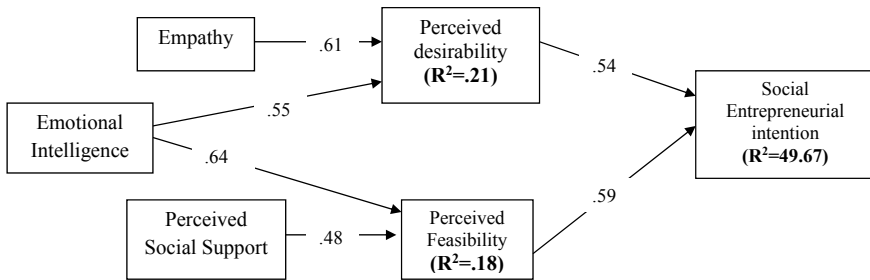 Empathy
.61
Perceived
desirability
(R²=.21)
.54
Social
Entrepreneurial
intention
(R²=49.67)
Emotional
Intelligence
.55
.64
Perceived
Social Support
.48
Perceived
Feasibility
(R²=.18)
.59